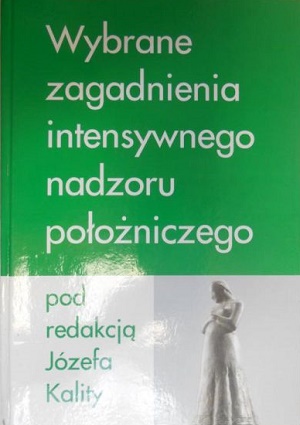 Wybrane
zagadnienia
intensywnego
nadzoru
położniczego
pod
redakcją
Józefa
Kality